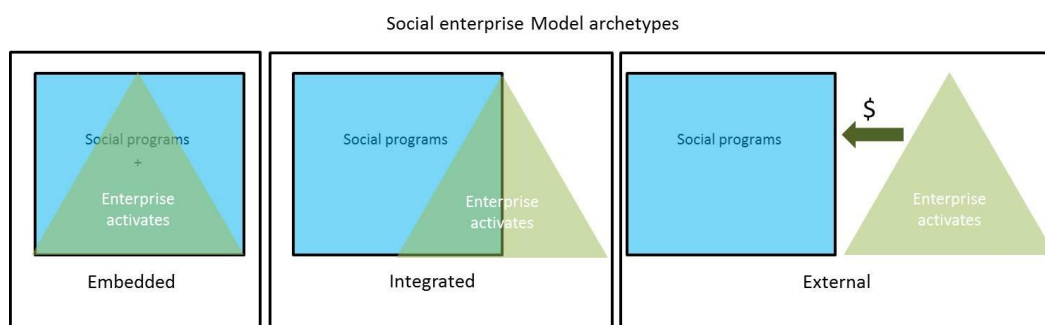 Social enterprise Model archetypes
Social programs
+
Enterprise
activates
Embedded
Social programs
Enterprise
activates
Integrated
Social programs
$
Enterprise
activates
External